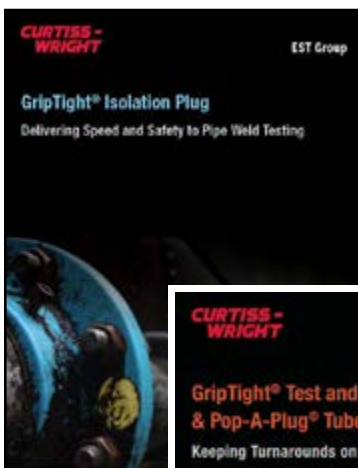 CURTISS -
WRIGHT
EST Group
GripTight® Isolation Plug
Delivering Speed and Safety to Pipe Weld Testing
CURTISS -
WRIGHT
GripTight® Test and
& Pop-A-Plug® Tube
Keeping Turnarounds on